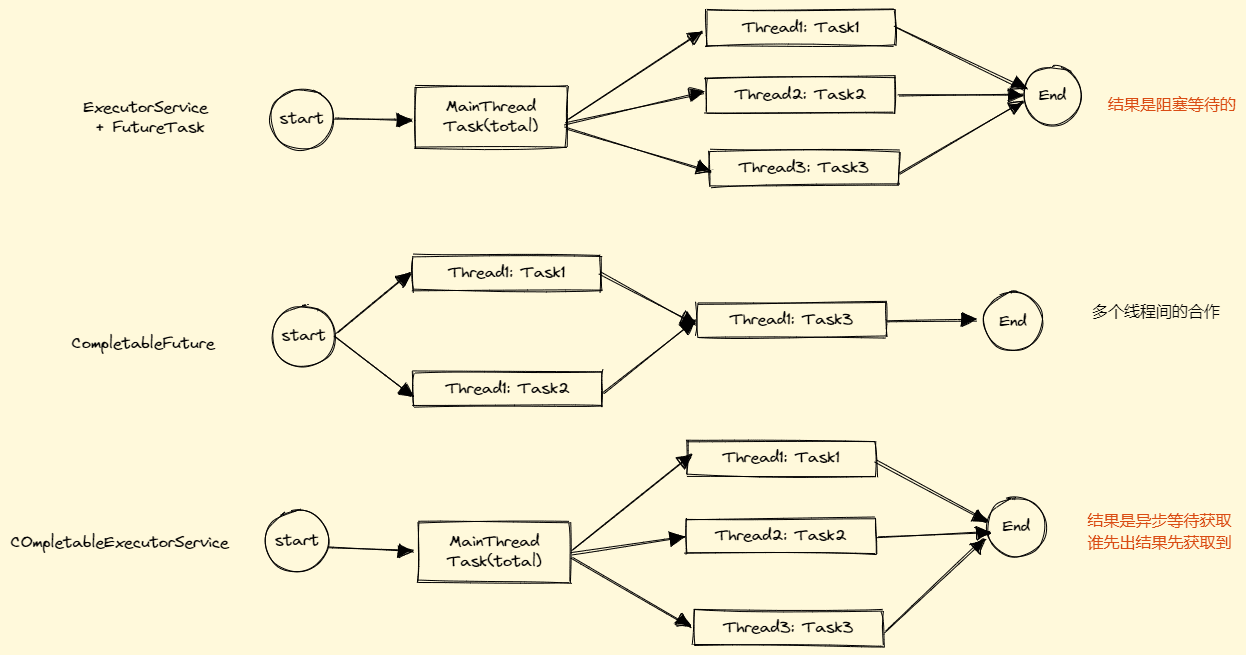 ExecutorService
+ FutureTask
start
MainThread
Task(total)
Thread1: Task1
Thread2: Task2
Thread3: Task3
End
结果是阻塞等待的
CompletableFuture
start
Thread1: Task1
Thread1: Task2
Thread1: Task3
End
多个线程间的合作
COmpletableExecutorService
start
MainThread
Task(total)
Thread1: Task1
Thread2: Task2
Thread3: Task3
End
结果是异步等待获取
谁先出结果先获取到